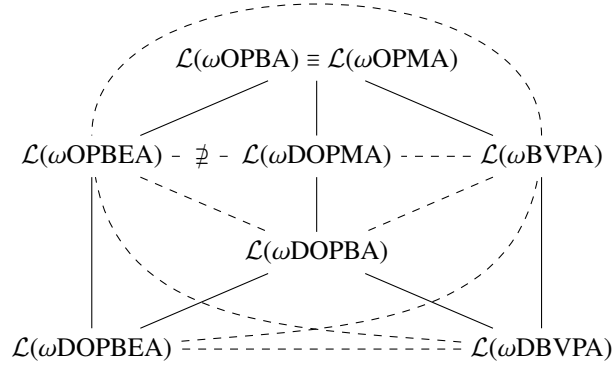 ℒ(ωOPBA) ≡ ℒ(ωOPMA)
ℒ(ωOPBEA) ⊉ ℒ(ωDOPMA) ℒ(ωBVPA)
ℒ(ωDOPBA)
ℒ(ωDOPBEA) ℒ(ωDBVPA)